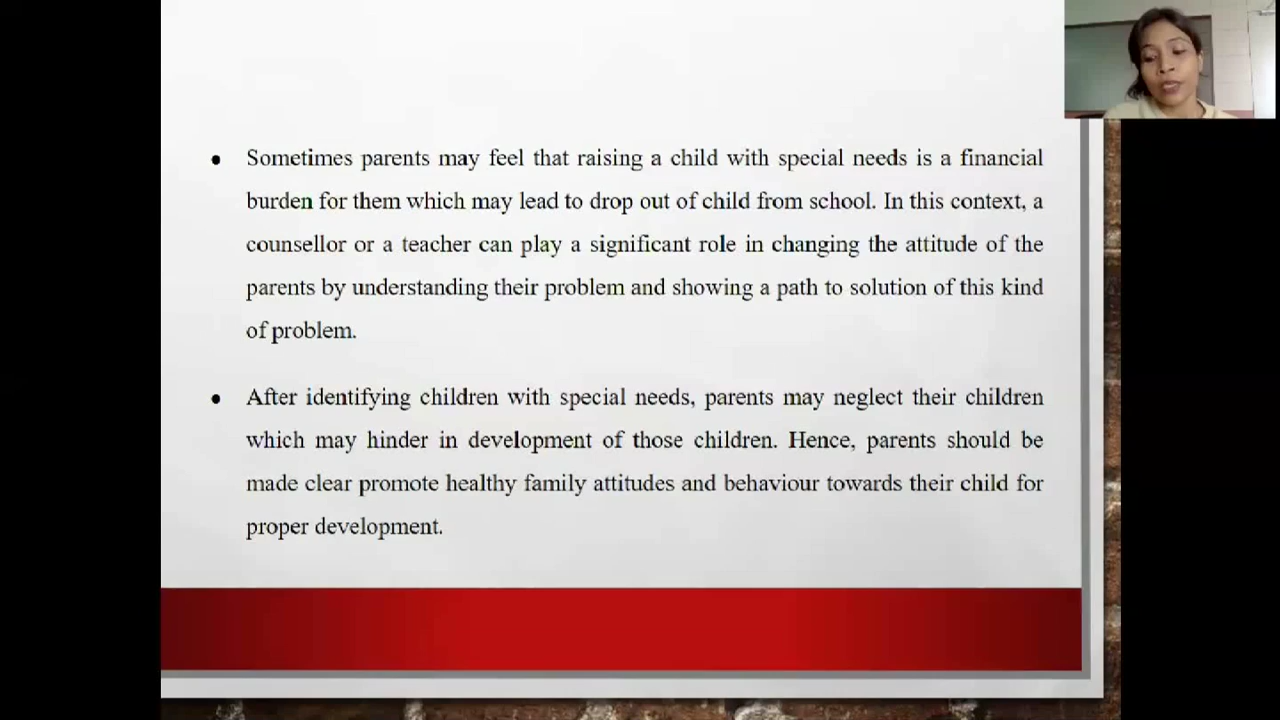 ● Sometimes parents may feel that raising a child with special needs is a financial
burden for them which may lead to drop out of child from school. In this context, a
counsellor or a teacher can play a significant role in changing the attitude of the
parents by understanding their problem and showing a path to solution of this kind
of problem.
● After identifying children with special needs, parents may neglect their children
which may hinder in development of those children. Hence, parents should be
made clear promote healthy family attitudes and behaviour towards their child for
proper development.